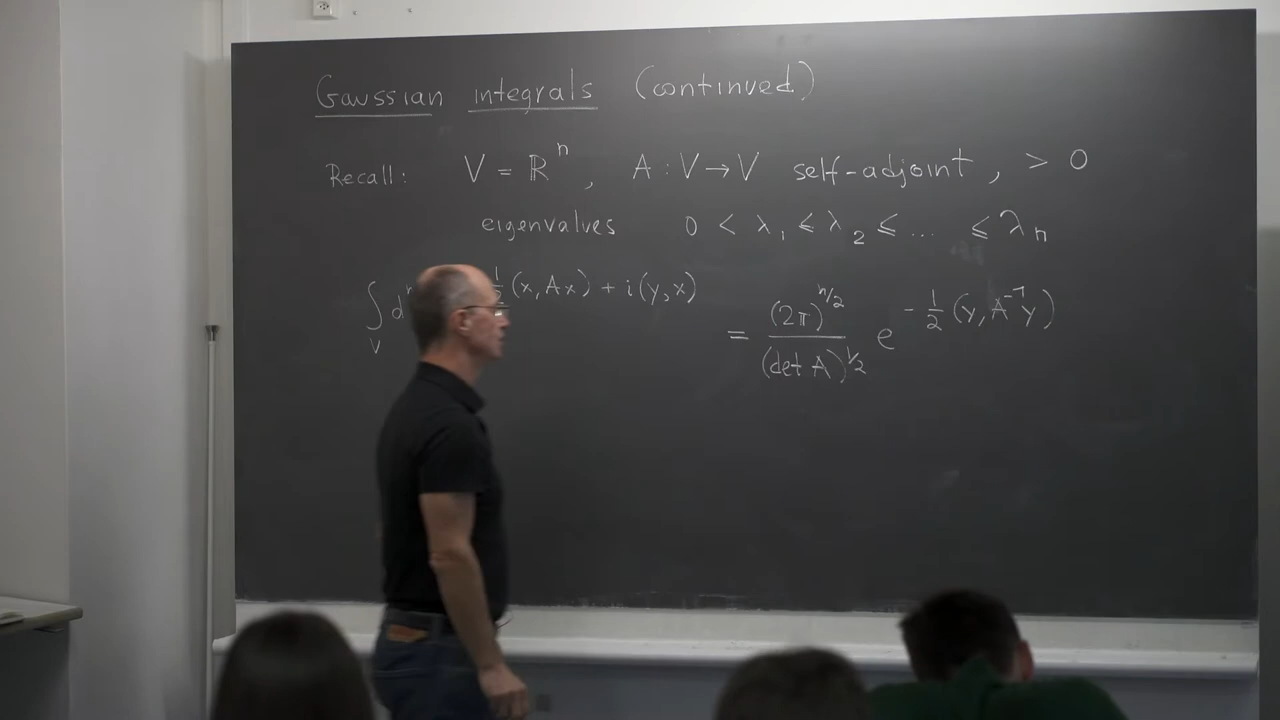 Gaussian integrals (continued)
Recall: V = ℝⁿ, A : V → V self-adjoint, > 0
eigenvalues 0 < λ₁ ≤ λ₂ ≤ ... ≤ λₙ
∫_V d ½(x, Ax) + i(y, x) = (2π)^{n/2} / (det A)^{1/2} e^{-½(y, A⁻¹y)}